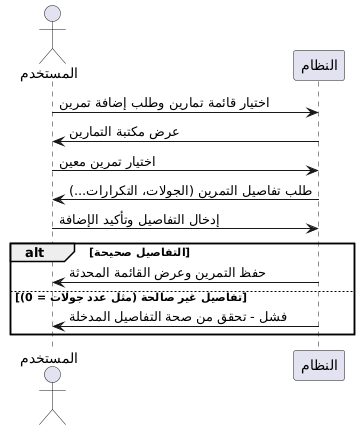 المستخدم
النظام
اختيار قائمة تمارين وطلب إضافة تمرين
عرض مكتبة التمارين
اختيار تمرين معين
طلب تفاصيل التمرين (الجولات، التكرارات...)
إدخال التفاصيل وتأكيد الإضافة
alt [التفاصيل صحيحة]
حفظ التمرين وعرض القائمة المحدثة
[تفاصيل غير صالحة (مثل عدد جولات = 0)]
فشل - تحقق من صحة التفاصيل المدخلة
المستخدم
النظام